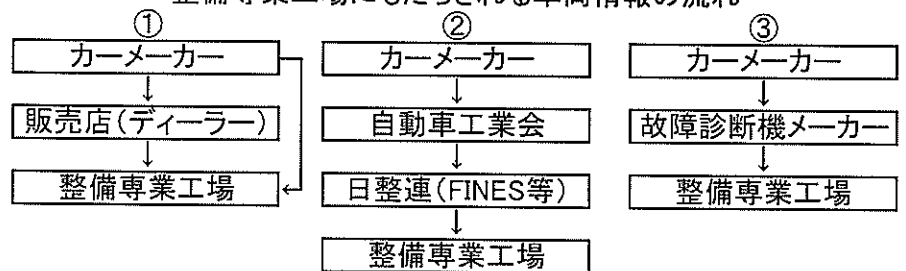 整備専業工場にもたらされる車両情報の流れ
①
カーメーカー
↓
販売店(ディーラー)
↓
整備専業工場
②
カーメーカー
↓
自動車工業会
↓
日整連(FINES等)
↓
整備専業工場
③
カーメーカー
↓
故障診断機メーカー
↓
整備専業工場